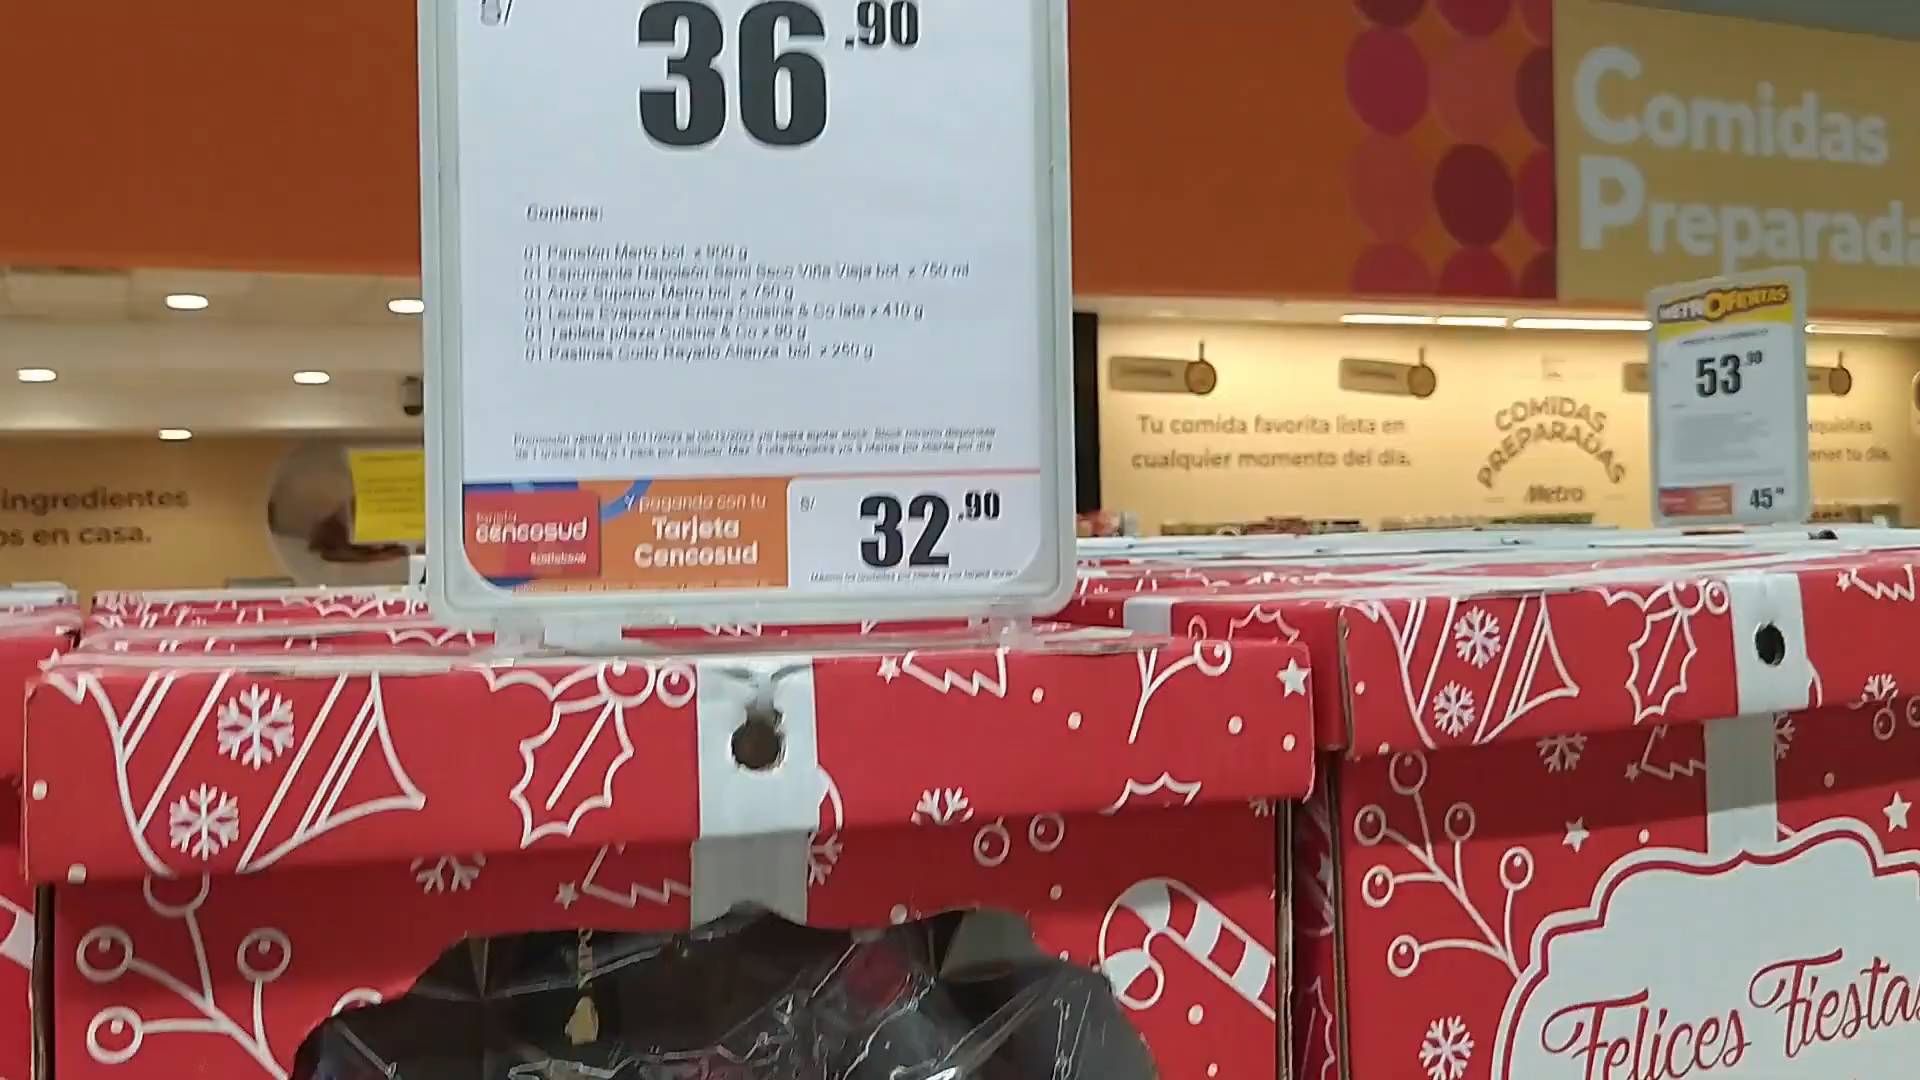 S/ 36.90
Contiene:
01 Panetón Metro bol. x 900 g
01 Espumante Napoleón Semi Seco Viña Vieja bot. x 750 ml
01 Arroz Superior Metro bol. x 750 g
01 Leche Evaporada Entera Cuisine & Co lata x 410 g
01 Tableta p/taza Cuisine & Co x 90 g
01 Pastina Codo Rayado Alianza bol. x 250 g
tarjeta
cencosud
scotiabank
Y pagando con tu
Tarjeta
Cencosud
S/ 32.90
Comidas
Preparada
METROFERTAS
53.90
45
Tu comida favorita lista en
cualquier momento del día.
COMIDAS
PREPARADAS
Metro
ingredientes
os en casa.
Felices Fiestas